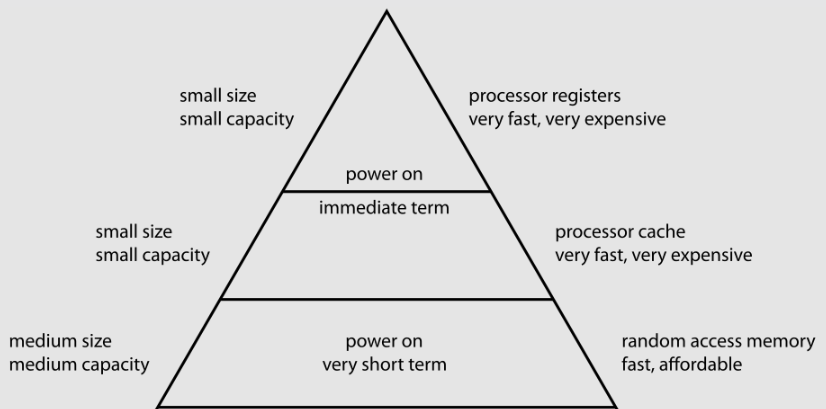 small size
small capacity
processor registers
very fast, very expensive
power on
immediate term
small size
small capacity
processor cache
very fast, very expensive
medium size
medium capacity
power on
very short term
random access memory
fast, affordable